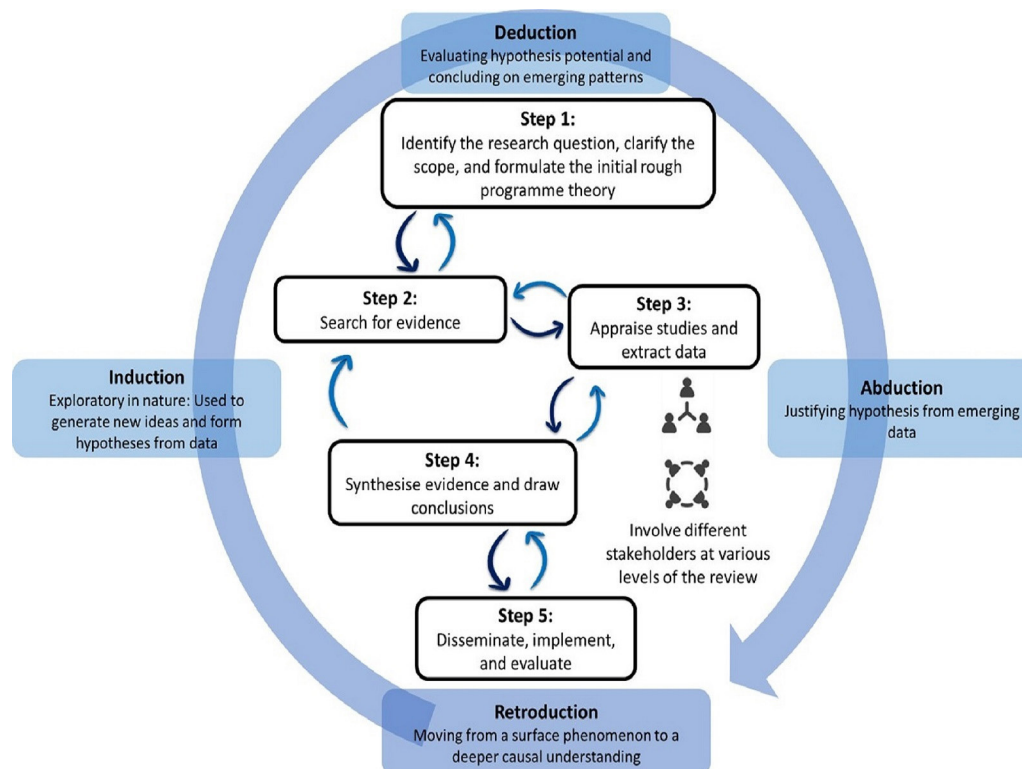 Deduction
Evaluating hypothesis potential and
concluding on emerging patterns
Step 1:
Identify the research question, clarify
the scope, and formulate the initial rough
programme theory
Step 2:
Search for evidence
Step 3:
Appraise studies and
extract data
Induction
Exploratory in nature: Used to
generate new ideas and form
hypotheses from data
Abduction
Justifying hypothesis from emerging
data
Step 4:
Synthesise evidence and draw
conclusions
Involve different
stakeholders at various
levels of the review
Step 5:
Disseminate, implement,
and evaluate
Retroduction
Moving from a surface phenomenon to a
deeper causal understanding